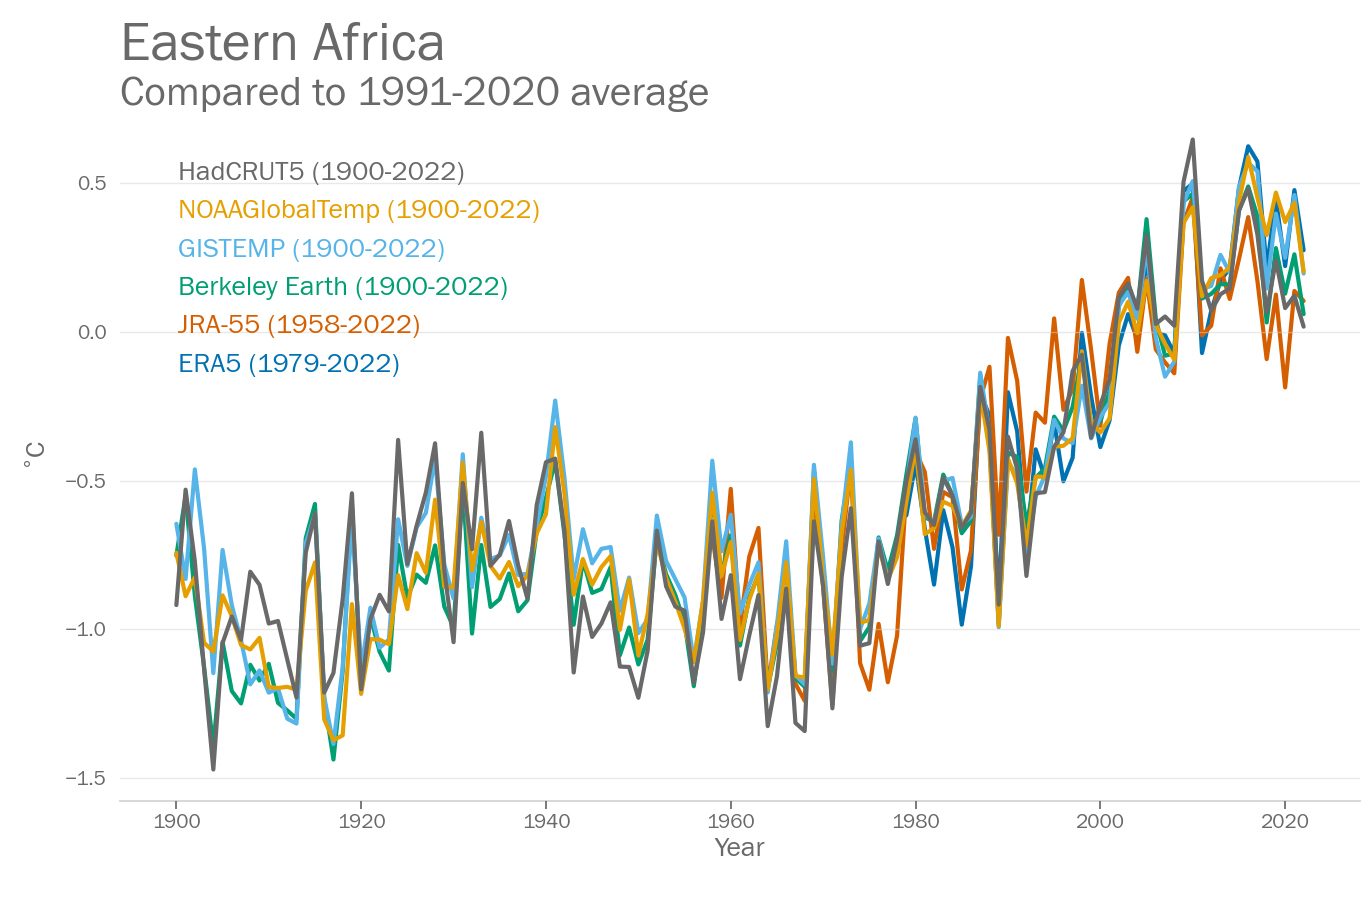 Eastern Africa
Compared to 1991-2020 average
HadCRUT5 (1900-2022)
NOAAGlobalTemp (1900-2022)
GISTEMP (1900-2022)
Berkeley Earth (1900-2022)
JRA-55 (1958-2022)
ERA5 (1979-2022)
0.5
0.0
−0.5
−1.0
−1.5
°C
1900 1920 1940 1960 1980 2000 2020
Year